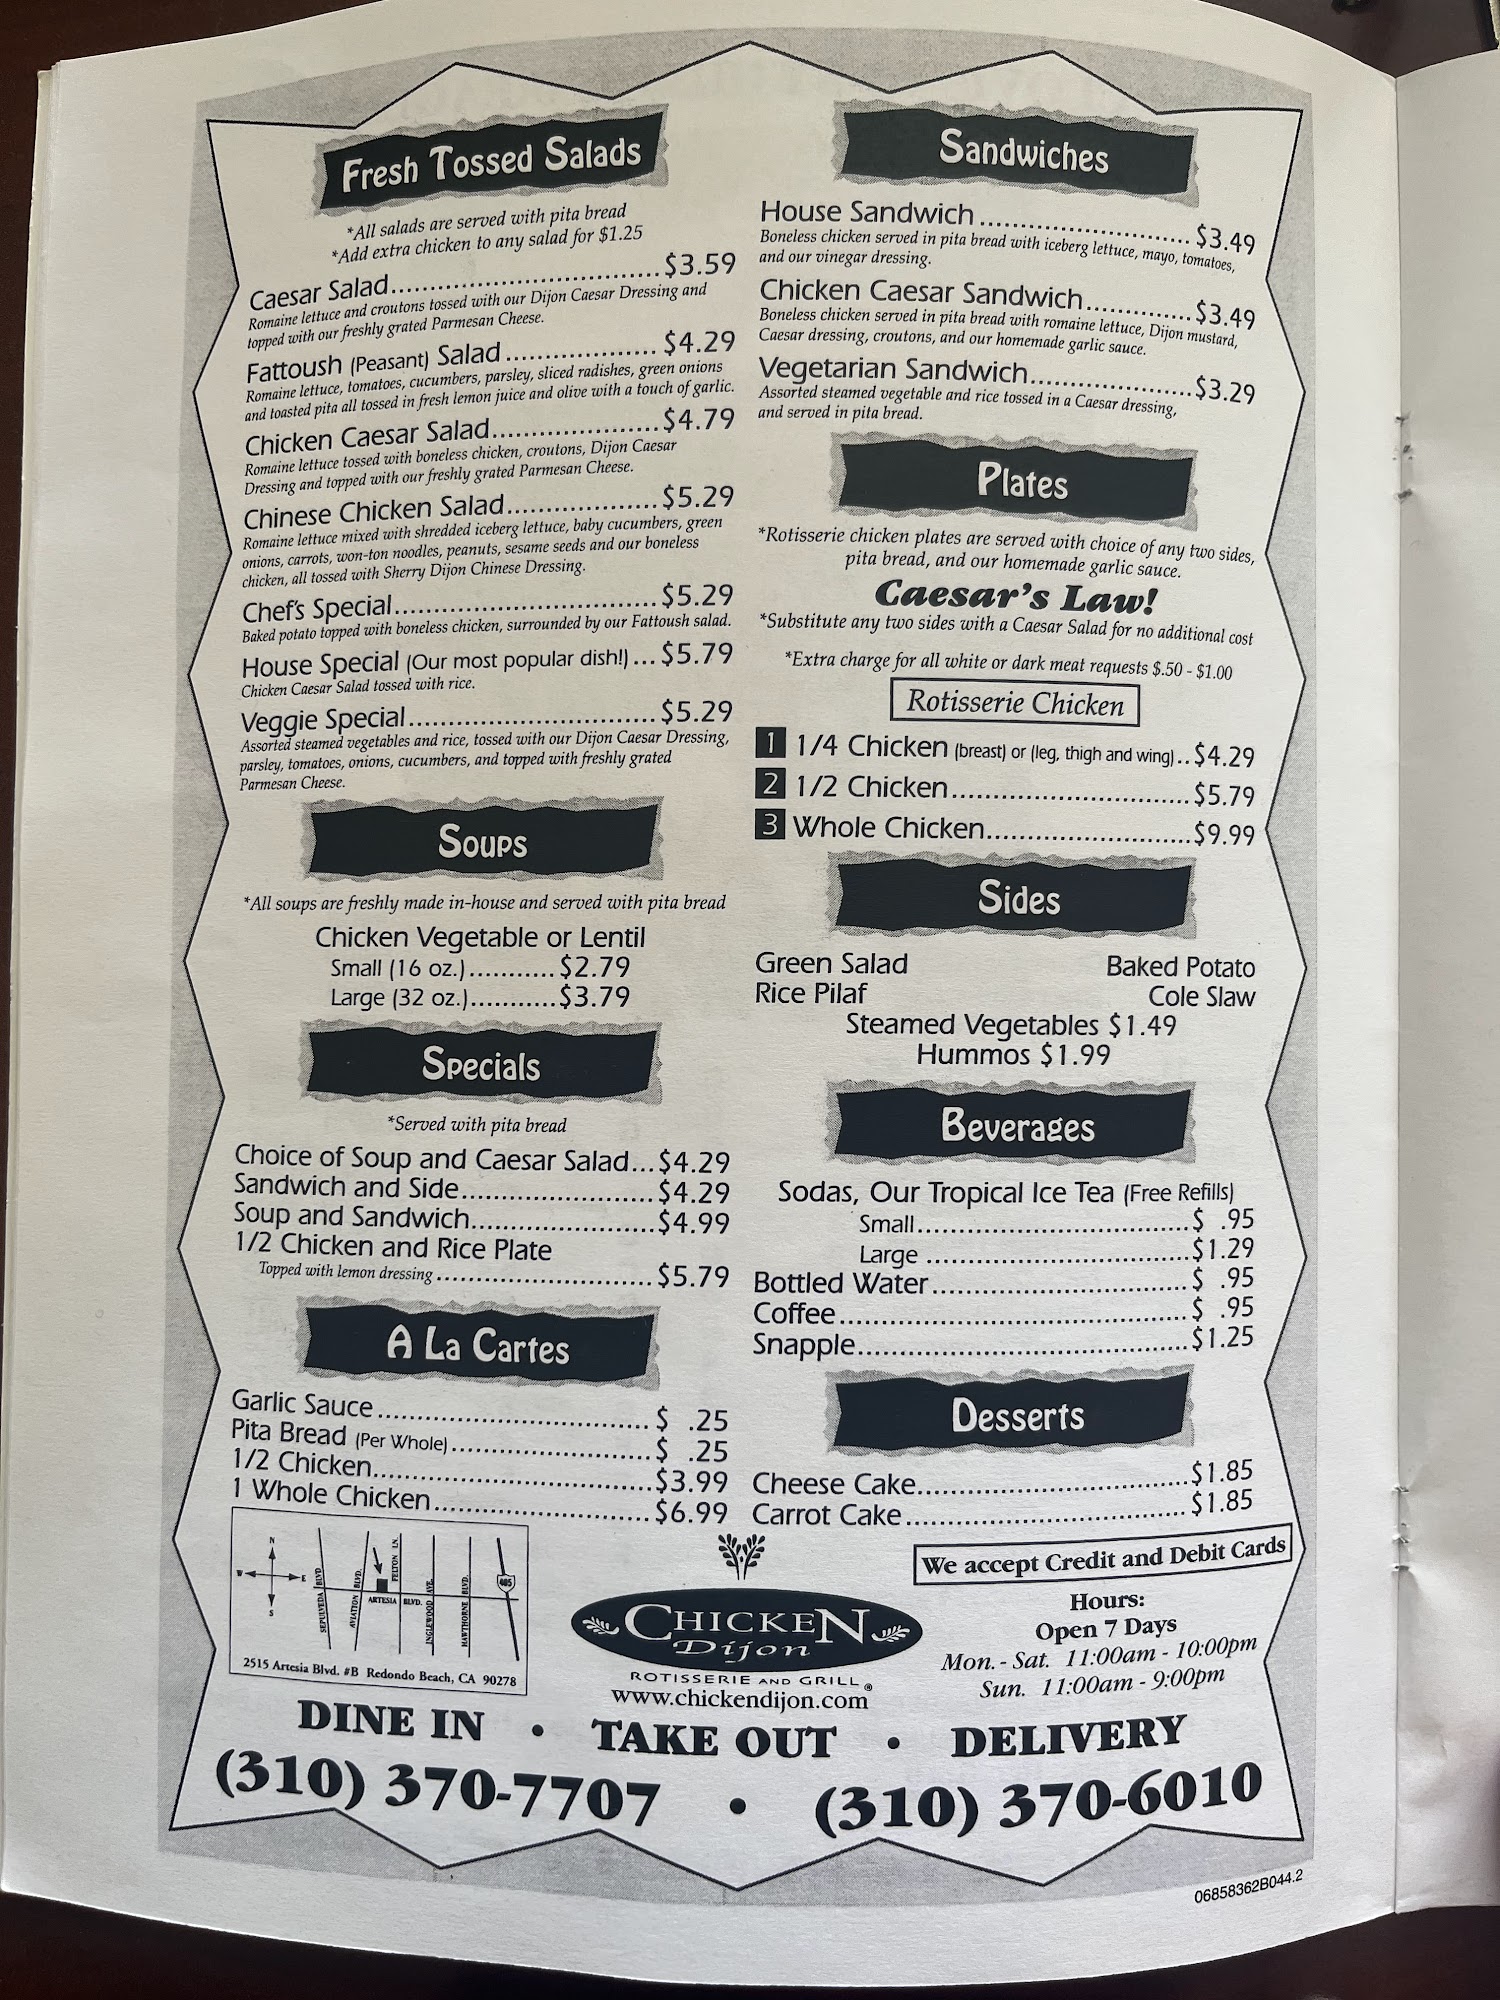 Fresh Tossed Salads
*All salads are served with pita bread
*Add extra chicken to any salad for $1.25
Caesar Salad..............................$3.59
Romaine lettuce and croutons tossed with our Dijon Caesar Dressing and
topped with our freshly grated Parmesan Cheese.
Fattoush (Peasant) Salad ................... $4.29
Romaine lettuce, tomatoes, cucumbers, parsley, sliced radishes, green onions
and toasted pita all tossed in fresh lemon juice and olive with a touch of garlic.
Chicken Caesar Salad.....................$4.79
Romaine lettuce tossed with boneless chicken, croutons, Dijon Caesar
Dressing and topped with our freshly grated Parmesan Cheese.
Chinese Chicken Salad...................$5.29
Romaine lettuce mixed with shredded iceberg lettuce, baby cucumbers, green
onions, carrots, won-ton noodles, peanuts, sesame seeds and our boneless
chicken, all tossed with Sherry Dijon Chinese Dressing.
Chef's Special.................................$5.29
Baked potato topped with boneless chicken, surrounded by our Fattoush salad.
House Special (Our most popular dish!)...$5.79
Chicken Caesar Salad tossed with rice.
Veggie Special...............................$5.29
Assorted steamed vegetables and rice, tossed with our Dijon Caesar Dressing,
parsley, tomatoes, onions, cucumbers, and topped with freshly grated
Parmesan Cheese.
Soups
*All soups are freshly made in-house and served with pita bread
Chicken Vegetable or Lentil
Small (16 oz.)...........$2.79
Large (32 oz.)...........$3.79
Specials
*Served with pita bread
Choice of Soup and Caesar Salad...$4.29
Sandwich and Side........................$4.29
Soup and Sandwich.......................$4.99
1/2 Chicken and Rice Plate
Topped with lemon dressing...........................$5.79
A La Cartes
Garlic Sauce..................................$ .25
Pita Bread (Per Whole).........................$ .25
1/2 Chicken...................................$3.99
1 Whole Chicken...........................$6.99
Sandwiches
House Sandwich..........................$3.49
Boneless chicken served in pita bread with iceberg lettuce, mayo, tomatoes,
and our vinegar dressing.
Chicken Caesar Sandwich.............$3.49
Boneless chicken served in pita bread with romaine lettuce, Dijon mustard,
Caesar dressing, croutons, and our homemade garlic sauce.
Vegetarian Sandwich....................$3.29
Assorted steamed vegetable and rice tossed in a Caesar dressing,
and served in pita bread.
Plates
*Rotisserie chicken plates are served with choice of any two sides,
pita bread, and our homemade garlic sauce.
Caesar's Law!
*Substitute any two sides with a Caesar Salad for no additional cost
*Extra charge for all white or dark meat requests $.50 - $1.00
Rotisserie Chicken
1 1/4 Chicken (breast) or (leg, thigh and wing)..$4.29
2 1/2 Chicken..............................$5.79
3 Whole Chicken..........................$9.99
Sides
Green Salad Baked Potato
Rice Pilaf Cole Slaw
Steamed Vegetables $1.49
Hummos $1.99
Beverages
Sodas, Our Tropical Ice Tea (Free Refills)
Small..................................$ .95
Large .................................$1.29
Bottled Water................................$ .95
Coffee...........................................$ .95
Snapple.........................................$1.25
Desserts
Cheese Cake..................................$1.85
Carrot Cake...................................$1.85
N
W E
S
SEPULVEDA BLVD.
AVIATION BLVD.
FELTON LN.
ARTESIA BLVD.
INGLEWOOD AVE.
HAWTHORNE BLVD.
405
2515 Artesia Blvd. #B Redondo Beach, CA 90278
CHICKEN
Dijon
ROTISSERIE AND GRILL®
www.chickendijon.com
We accept Credit and Debit Cards
Hours:
Open 7 Days
Mon. - Sat. 11:00am - 10:00pm
Sun. 11:00am - 9:00pm
DINE IN • TAKE OUT • DELIVERY
(310) 370-7707 • (310) 370-6010
06858362B044.2